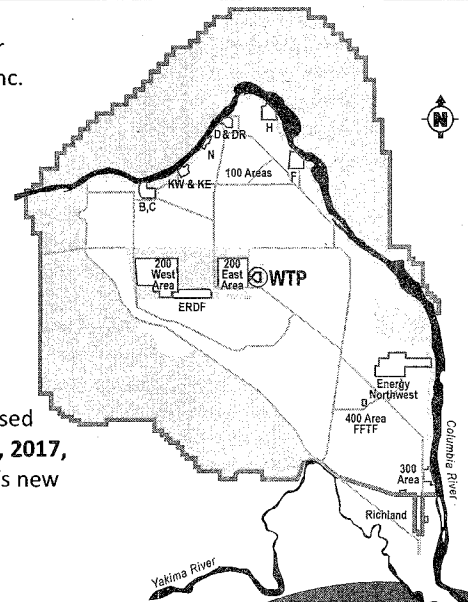 r
nc.
sed
, 2017,
's new
N
D & DR
H
N
100 Areas
F
KW & KE
B,C
200
West
Area
200
East
Area
WTP
ERDF
Energy
Northwest
400 Area
FFTF
300
Area
Columbia River
Richland
Yakima River